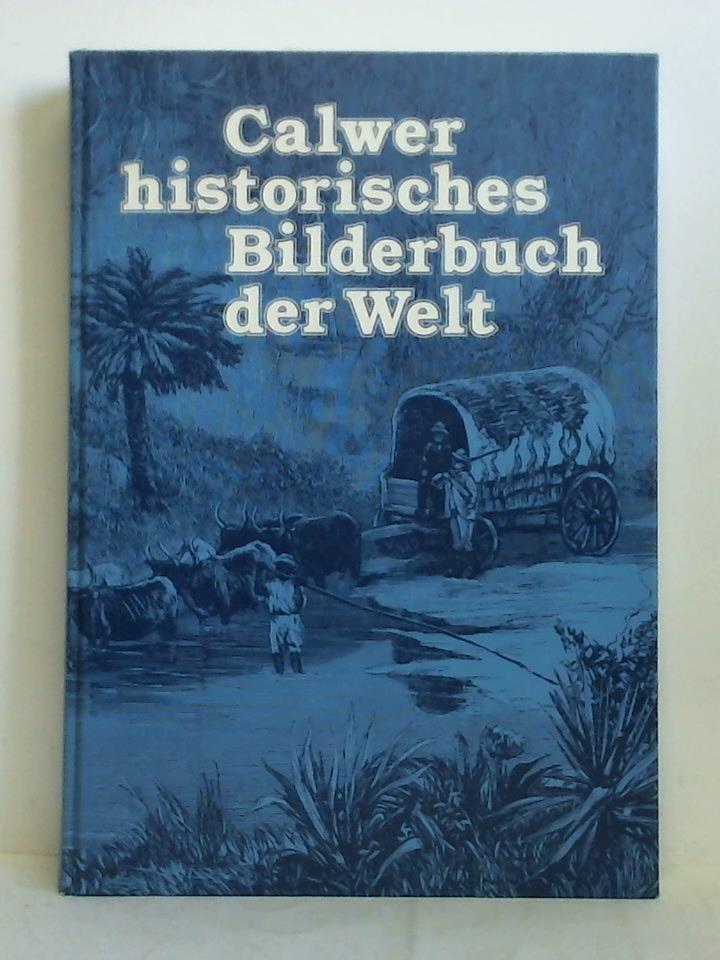 Calwer
historisches
Bilderbuch
der Welt